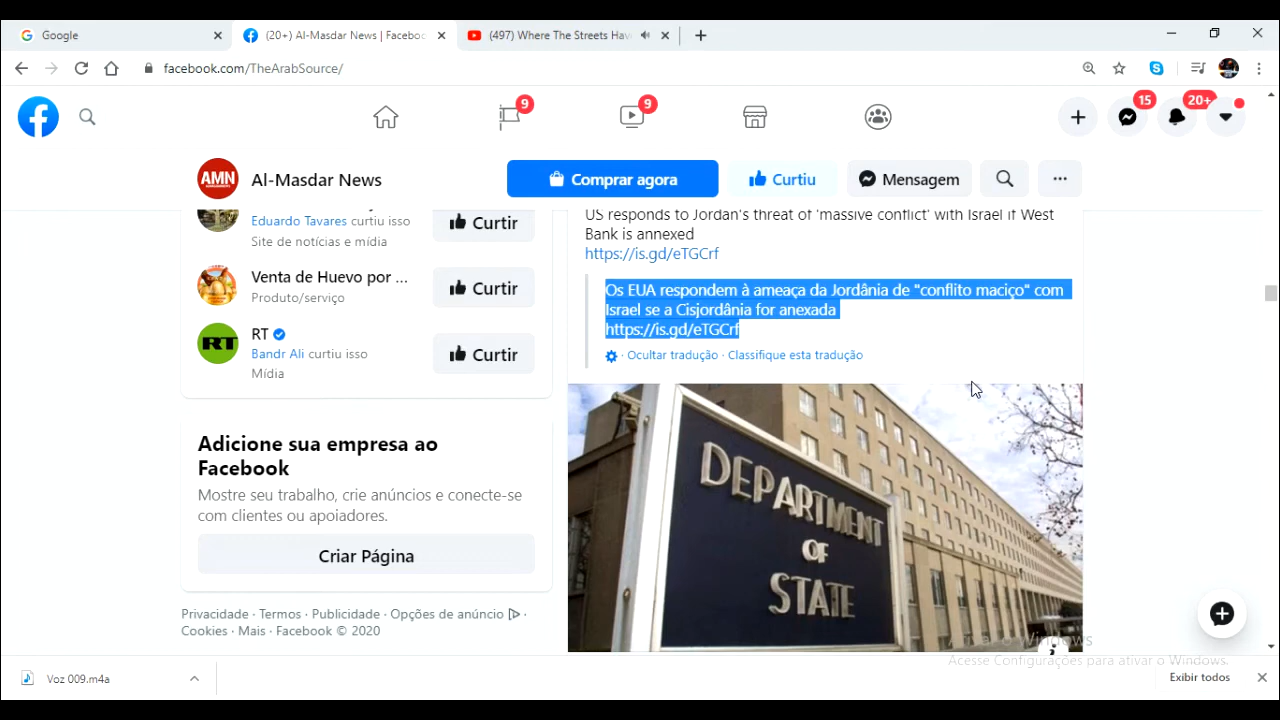 Google
(20+) Al-Masdar News | Faceboo
(497) Where The Streets Hav
facebook.com/TheArabSource/
9
9
15
20+
AMN
Al-Masdar News
Comprar agora
Curtiu
Mensagem
Eduardo Tavares curtiu isso
Site de notícias e mídia
Curtir
Venta de Huevo por ...
Produto/serviço
Curtir
RT
RT
Bandr Ali curtiu isso
Mídia
Curtir
Adicione sua empresa ao
Facebook
Mostre seu trabalho, crie anúncios e conecte-se
com clientes ou apoiadores.
Criar Página
Privacidade · Termos · Publicidade · Opções de anúncio ·
Cookies · Mais · Facebook © 2020
US responds to Jordan's threat of 'massive conflict' with Israel if West
Bank is annexed
https://is.gd/eTGCrf
Os EUA respondem à ameaça da Jordânia de "conflito maciço" com
Israel se a Cisjordânia for anexada
https://is.gd/eTGCrf
· Ocultar tradução · Classifique esta tradução
DEPARTMENT
OF
STATE
Ativar o Windows
Acesse Configurações para ativar o Windows.
Voz 009.m4a
Exibir todos